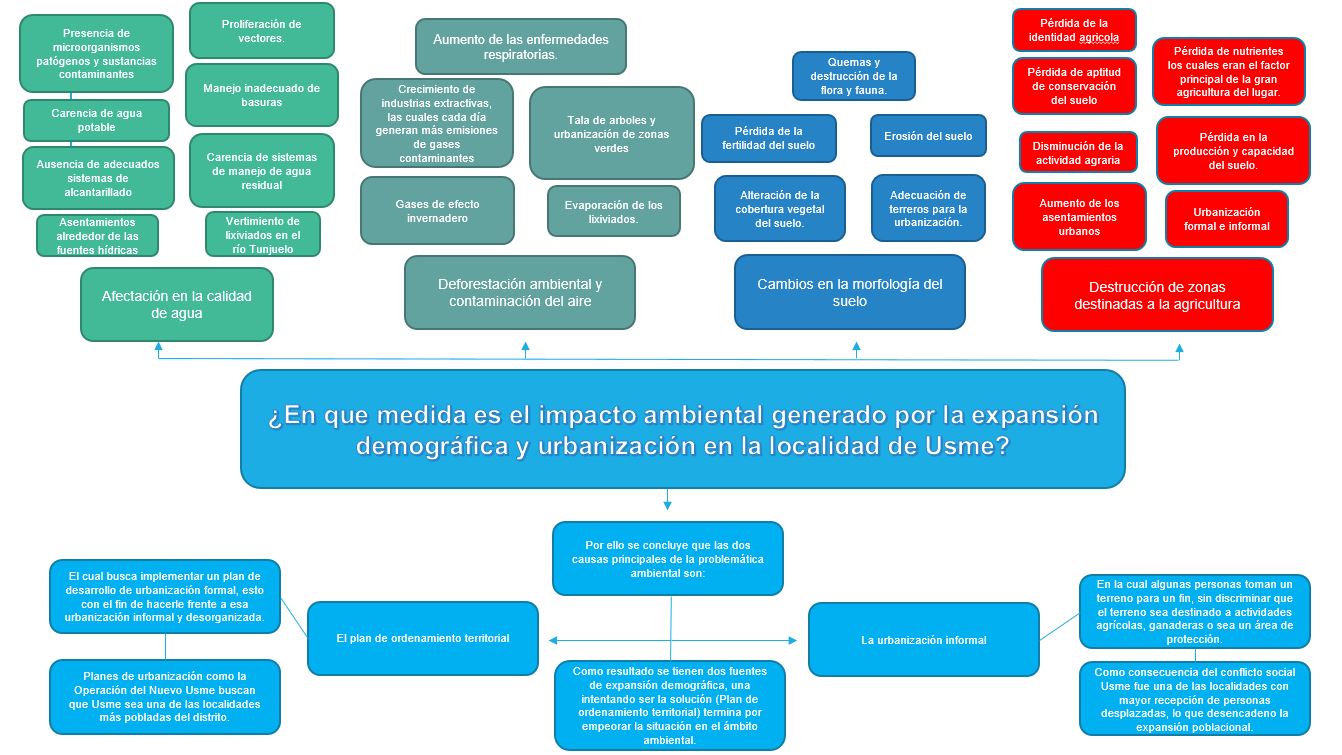 Presencia de
microorganismos
patógenos y sustancias
contaminantes
Carencia de agua
potable
Ausencia de adecuados
sistemas de
alcantarillado
Asentamientos
alrededor de las
fuentes hídricas
Proliferación de
vectores.
Manejo inadecuado de
basuras
Carencia de sistemas
de manejo de agua
residual
Vertimiento de
lixiviados en el
río Tunjuelo
Afectación en la calidad
de agua
Aumento de las enfermedades
respiratorias.
Crecimiento de
industrias extractivas,
las cuales cada día
generan más emisiones
de gases
contaminantes
Tala de arboles y
urbanización de zonas
verdes
Gases de efecto
invernadero
Evaporación de los
lixiviados.
Deforestación ambiental y
contaminación del aire
Quemas y
destrucción de la
flora y fauna.
Pérdida de la
fertilidad del suelo
Erosión del suelo
Alteración de la
cobertura vegetal
del suelo.
Adecuación de
terreros para la
urbanización.
Cambios en la morfología del
suelo
Pérdida de la
identidad agrícola
Pérdida de aptitud
de conservación
del suelo
Disminución de la
actividad agraria
Aumento de los
asentamientos
urbanos
Pérdida de nutrientes
los cuales eran el factor
principal de la gran
agricultura del lugar.
Pérdida en la
producción y capacidad
del suelo.
Urbanización
formal e informal
Destrucción de zonas
destinadas a la agricultura
¿En que medida es el impacto ambiental generado por la expansión
demográfica y urbanización en la localidad de Usme?
Por ello se concluye que las dos
causas principales de la problemática
ambiental son:
El cual busca implementar un plan de
desarrollo de urbanización formal, esto
con el fin de hacerle frente a esa
urbanización informal y desorganizada.
El plan de ordenamiento territorial
Planes de urbanización como la
Operación del Nuevo Usme buscan
que Usme sea una de las localidades
más pobladas del distrito.
Como resultado se tienen dos fuentes
de expansión demográfica, una
intentando ser la solución (Plan de
ordenamiento territorial) termina por
empeorar la situación en el ámbito
ambiental.
La urbanización informal
En la cual algunas personas toman un
terreno para un fin, sin discriminar que
el terreno sea destinado a actividades
agrícolas, ganaderas o sea un área de
protección.
Como consecuencia del conflicto social
Usme fue una de las localidades con
mayor recepción de personas
desplazadas, lo que desencadeno la
expansión poblacional.